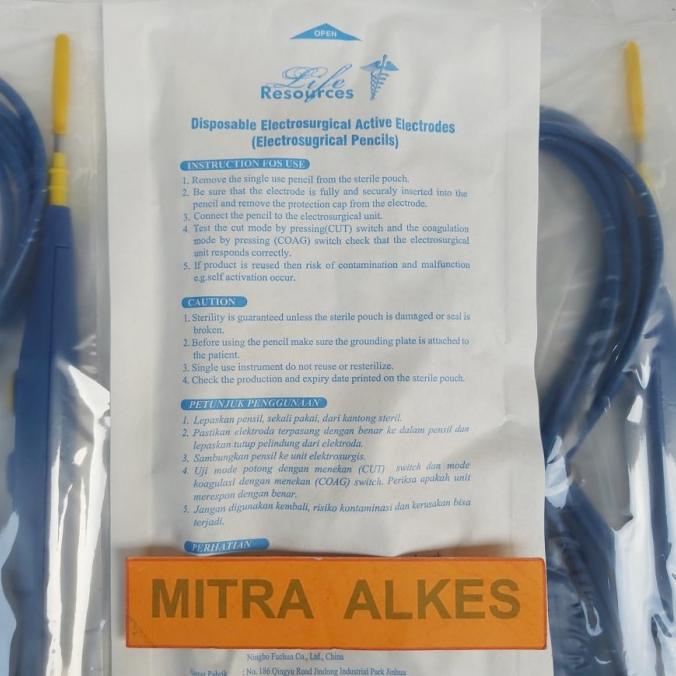 OPEN
Life
Resources
Disposable Electrosurgical Active Electrodes
(Electrosugrical Pencils)
INSTRUCTION FOS USE
1. Remove the single use pencil from the sterile pouch.
2. Be sure that the electrode is fully and securaly inserted into the
pencil and remove the protection cap from the electrode.
3. Connect the pencil to the electrosurgical unit.
4. Test the cut mode by pressing(CUT) switch and the coagulation
mode by pressing (COAG) switch check that the electrosurgical
unit responds correctly.
5. If product is reused then risk of contamination and malfunction
e.g.self activation occur.
CAUTION
1. Sterility is guaranteed unless the sterile pouch is damaged or seal is
broken.
2. Before using the pencil make sure the grounding plate is attached to
the patient.
3. Single use instrument do not reuse or resterilize.
4. Check the production and expiry date printed on the sterile pouch.
PETUNJUK PENGGUNAAN
1. Lepaskan pensil, sekali pakai, dari kantong steril.
2. Pastikan elektroda terpasang dengan benar ke dalam pensil dan
lepaskan tutup pelindung dari elektroda.
3. Sambungkan pensil ke unit elektrosurgis.
4. Uji mode potong dengan menekan (CUT) switch dan mode
koagulasi dengan menekan (COAG) switch. Periksa apakah unit
merespon dengan benar.
5. Jangan digunakan kembali, risiko kontaminasi dan kerusakan bisa
terjadi.
PERHATIAN
MITRA ALKES
Ningbo Fuchun Co., Ltd., China
Pabrik : No. 186 Qingyu Road Jindong Industrial Park Jinhua